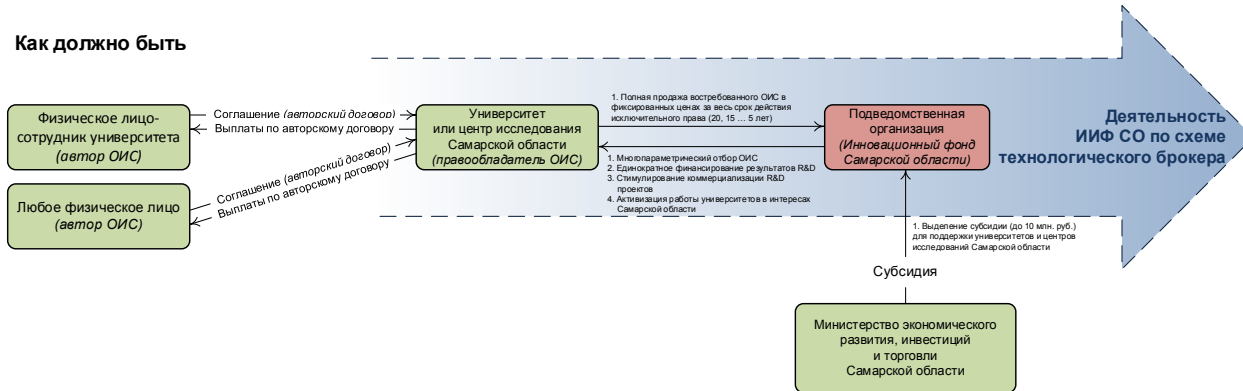 Как должно быть
Физическое лицо-
сотрудник университета
(автор ОИС)
Соглашение (авторский договор)
Выплаты по авторскому договору
Любое физическое лицо
(автор ОИС)
Соглашение (авторский договор)
Выплаты по авторскому договору
Университет
или центр исследования
Самарской области
(правообладатель ОИС)
1. Полная продажа востребованного ОИС в
фиксированных ценах за весь срок действия
исключительного права (20, 15 ... 5 лет)
1. Многопараметрический отбор ОИС
2. Единократное финансирование результатов R&D
3. Стимулирование коммерциализации R&D
проектов
4. Активизация работы университетов в интересах
Самарской области
Подведомственная
организация
(Инновационный фонд
Самарской области)
Деятельность
ИИФ СО по схеме
технологического брокера
1. Выделение субсидии (до 10 млн. руб.)
для поддержки университетов и центров
исследований Самарской области
Субсидия
Министерство экономического
развития, инвестиций
и торговли
Самарской области